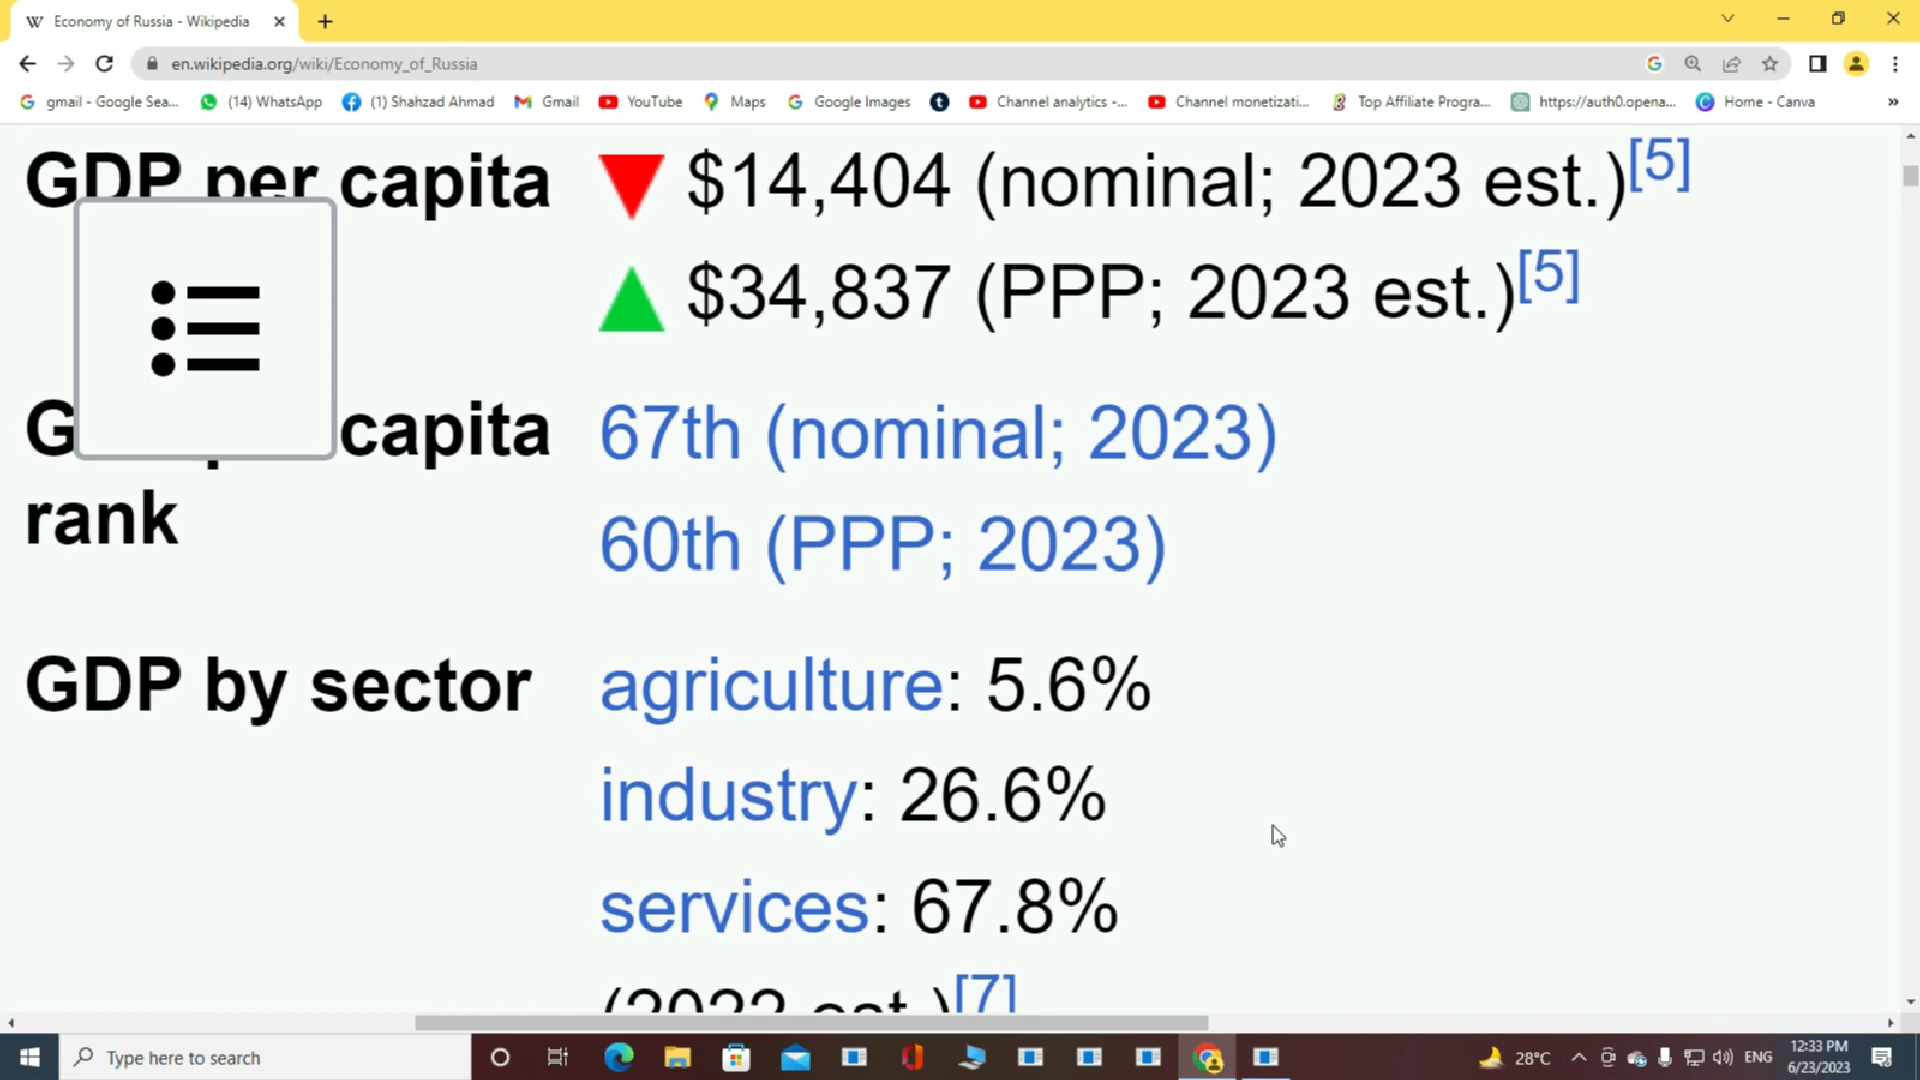 Economy of Russia - Wikipedia
en.wikipedia.org/wiki/Economy_of_Russia
gmail - Google Sea... (14) WhatsApp (1) Shahzad Ahmad Gmail YouTube Maps Google Images Channel analytics -... Channel monetizati... Top Affiliate Progra... https://auth0.opena... Home - Canva »
GDP per capita $14,404 (nominal; 2023 est.)[5]
$34,837 (PPP; 2023 est.)[5]
capita 67th (nominal; 2023)
rank 60th (PPP; 2023)
GDP by sector agriculture: 5.6%
industry: 26.6%
services: 67.8%
(2022 est.)[7]
Type here to search 28°C ENG 12:33 PM
6/23/2023